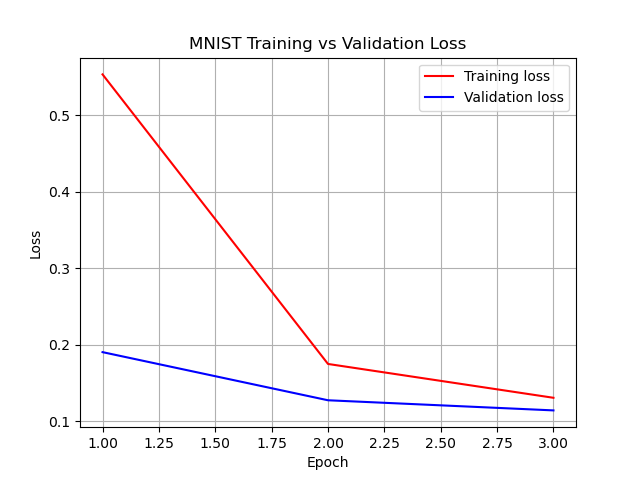 MNIST Training vs Validation Loss
Training loss
Validation loss
0.5
0.4
0.3
0.2
0.1
Loss
1.00 1.25 1.50 1.75 2.00 2.25 2.50 2.75 3.00
Epoch